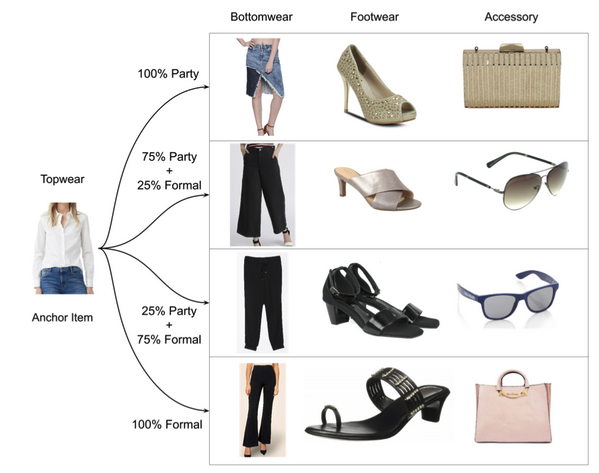 Bottomwear Footwear Accessory
100% Party
75% Party
+
25% Formal
Topwear
Anchor Item
25% Party
+
75% Formal
100% Formal